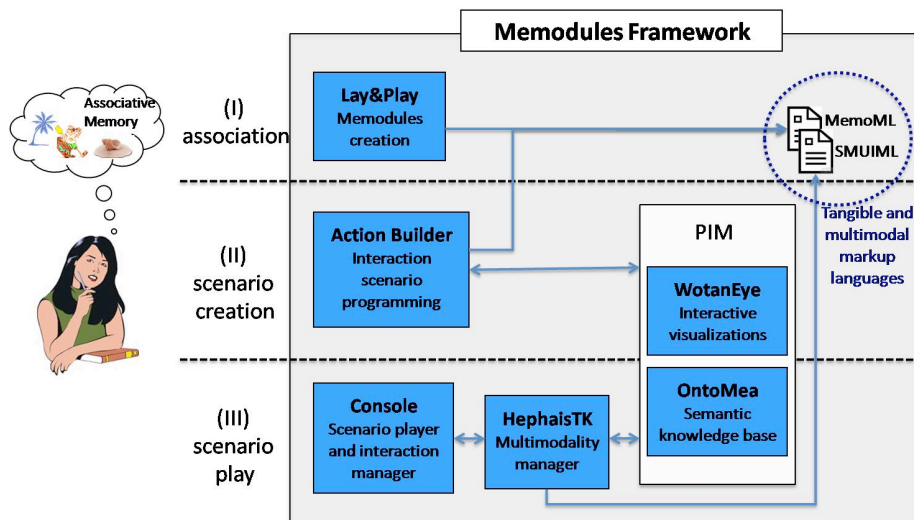 Memodules Framework
Associative
Memory
(I)
association
Lay&Play
Memodules
creation
MemoML
SMUIML
Tangible and
multimodal
markup
languages
(II)
scenario
creation
Action Builder
Interaction
scenario
programming
PIM
WotanEye
Interactive
visualizations
(III)
scenario
play
Console
Scenario player
and interaction
manager
HephaisTK
Multimodality
manager
OntoMea
Semantic
knowledge base